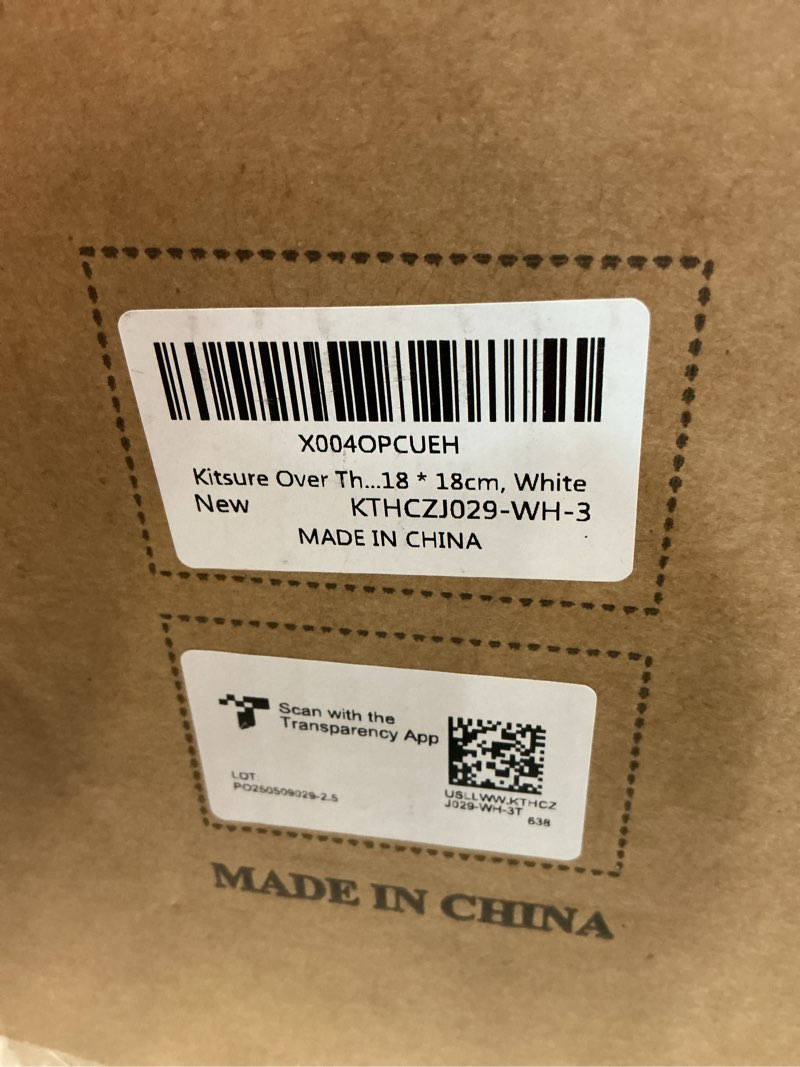 X004OPCUEH
Kitsure Over Th...18 * 18cm, White
New KTHCZJ029-WH-3
MADE IN CHINA
Scan with the
Transparency App
LOT:
PO250509029-2.5
USLLWW.KTHCZ
J029-WH-3T
638
MADE IN CHINA